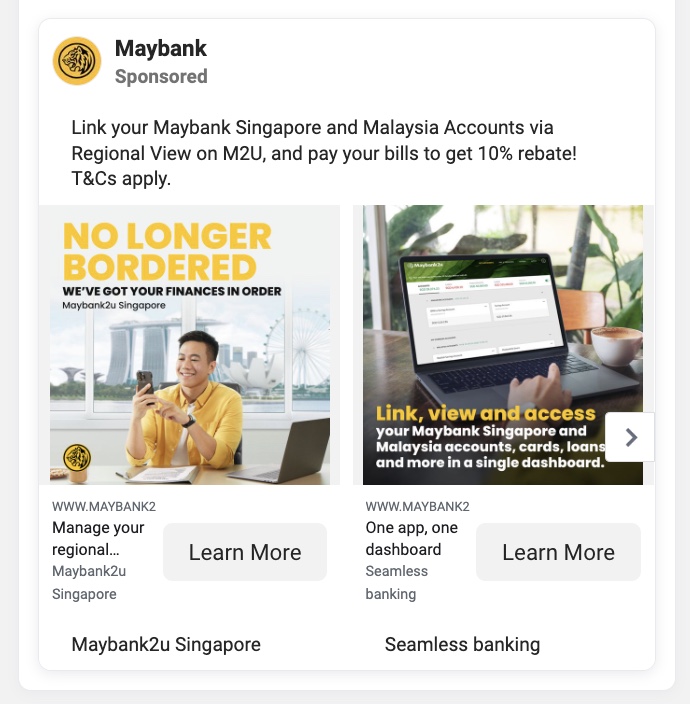 Maybank
Sponsored
Link your Maybank Singapore and Malaysia Accounts via
Regional View on M2U, and pay your bills to get 10% rebate!
T&Cs apply.
NO LONGER
BORDERED
WE'VE GOT YOUR FINANCES IN ORDER
Maybank2u Singapore
Maybank2u
Link, view and access
your Maybank Singapore and
Malaysia accounts, cards, loans
and more in a single dashboard.
WWW.MAYBANK2
Manage your
regional...
Maybank2u
Singapore
Learn More
WWW.MAYBANK2
One app, one
dashboard
Seamless
banking
Learn More
Maybank2u Singapore
Seamless banking